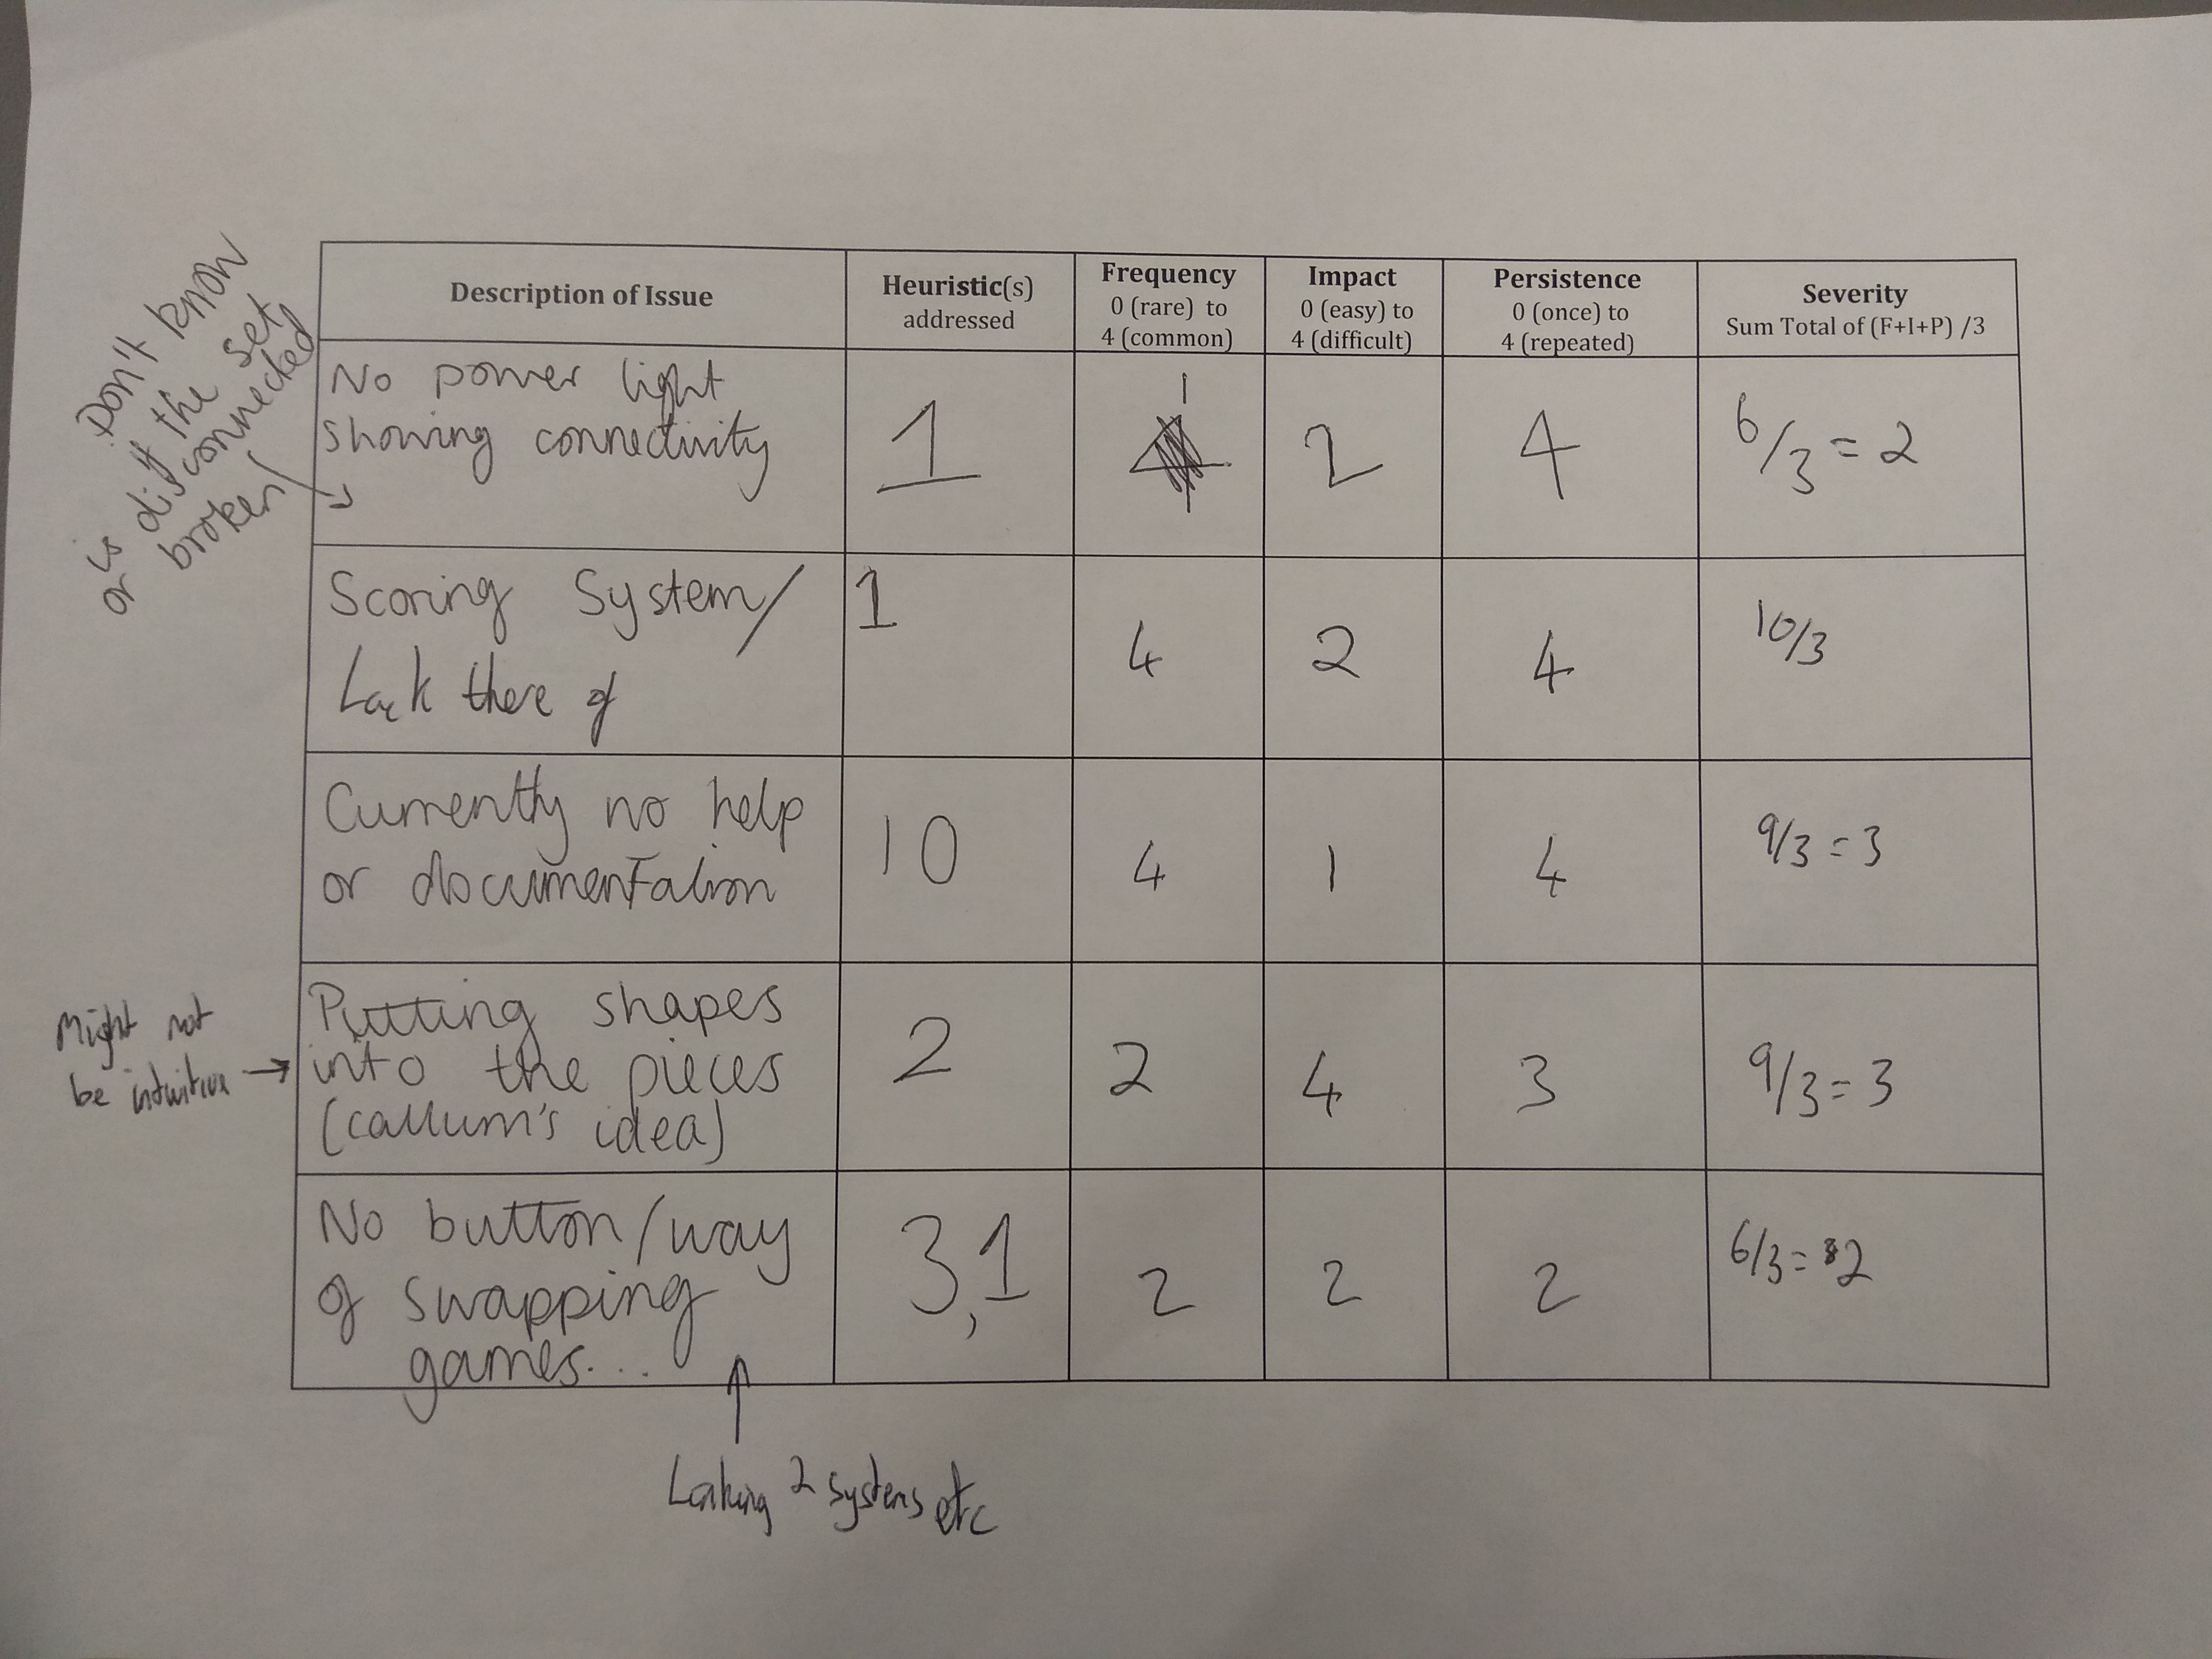 Description of Issue
Heuristic(s)
addressed
Frequency
0 (rare) to
4 (common)
Impact
0 (easy) to
4 (difficult)
Persistence
0 (once) to
4 (repeated)
Severity
Sum Total of (F+I+P) /3
Don't know
if the set
is disconnected
or broken
No power light
showing connectivity
1
1
2
4
6/3 = 2
Scoring System/
Lack there of
1
4
2
4
10/3
Currently no help
or documentation
10
4
1
4
9/3 = 3
Might not
be intuitive →
Putting shapes
into the pieces
(callum's idea)
2
2
4
3
9/3 = 3
No button/way
of swapping
games...
3,1
2
2
2
6/3 = 2
Linking 2 systems etc